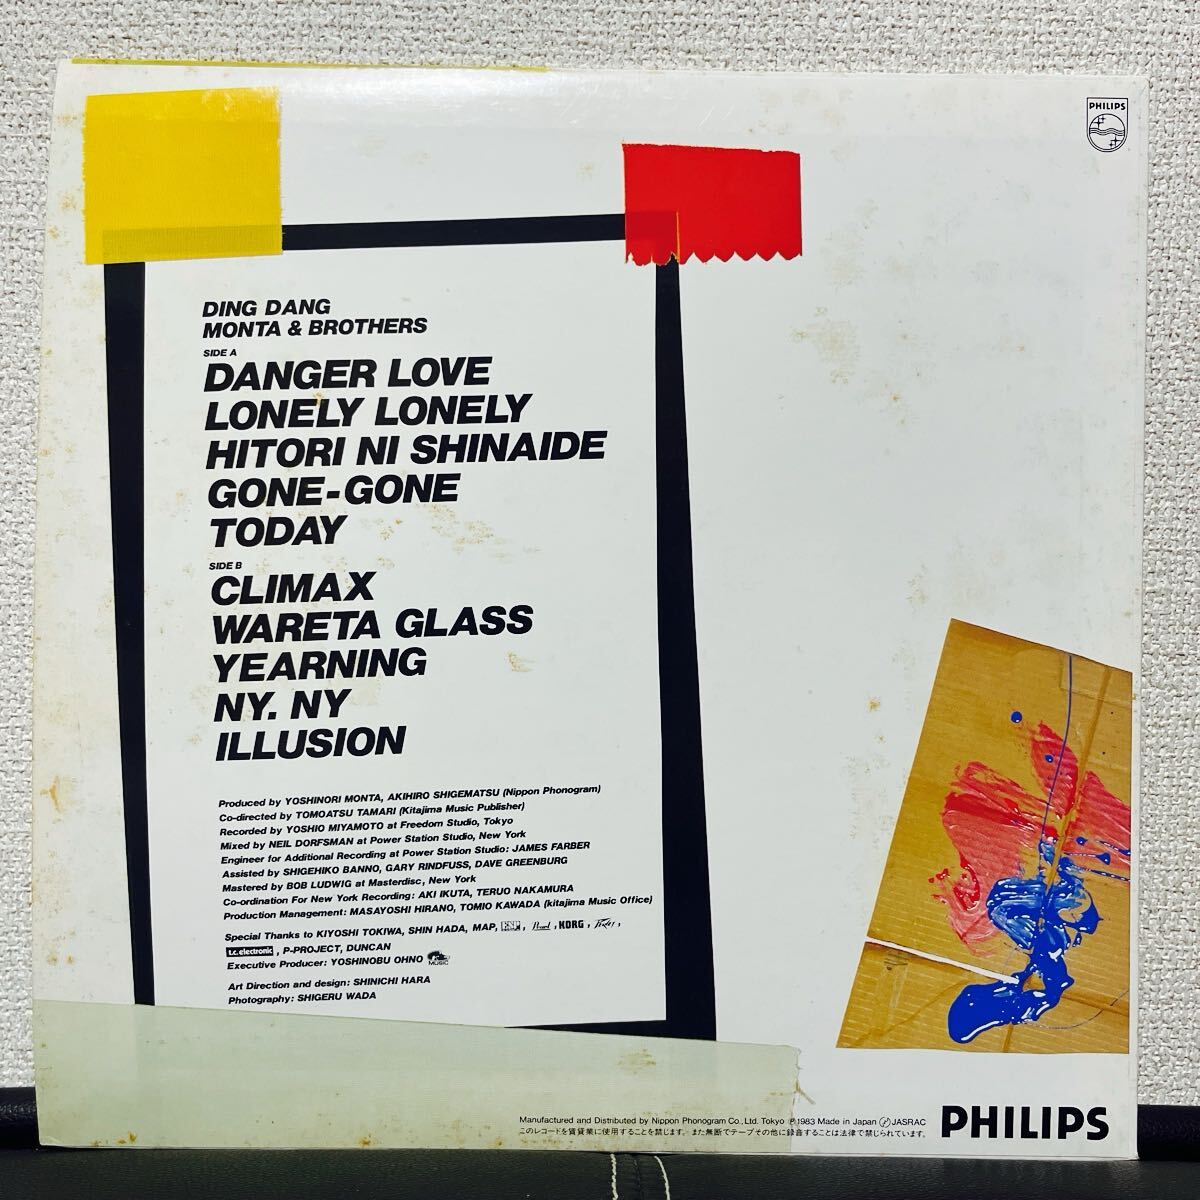 PHILIPS
DING DANG
MONTA & BROTHERS
SIDE A
DANGER LOVE
LONELY LONELY
HITORI NI SHINAIDE
GONE-GONE
TODAY
SIDE B
CLIMAX
WARETA GLASS
YEARNING
NY. NY
ILLUSION
Produced by YOSHINORI MONTA, AKIHIRO SHIGEMATSU (Nippon Phonogram)
Co-directed by TOMOATSU TAMARI (Kitajima Music Publisher)
Recorded by YOSHIO MIYAMOTO at Freedom Studio, Tokyo
Mixed by NEIL DORFSMAN at Power Station Studio, New York
Engineer for Additional Recording at Power Station Studio: JAMES FARBER
Assisted by SHIGEHIKO BANNO, GARY RINDFUSS, DAVE GREENBURG
Mastered by BOB LUDWIG at Masterdisc, New York
Co-ordination For New York Recording: AKI IKUTA, TERUO NAKAMURA
Production Management: MASAYOSHI HIRANO, TOMIO KAWADA (kitajima Music Office)
Special Thanks to KIYOSHI TOKIWA, SHIN HADA, MAP, , Pearl , KORG , ,
t.c. electronic , P-PROJECT, DUNCAN
Executive Producer: YOSHINOBU OHNO MUSIC
Art Direction and design: SHINICHI HARA
Photography: SHIGERU WADA
Manufactured and Distributed by Nippon Phonogram Co., Ltd. Tokyo ℗1983 Made in Japan JASRAC
このレコードを賃貸業に使用することを禁じます。また無断でテープその他に録音することは法律で禁じられています。
PHILIPS